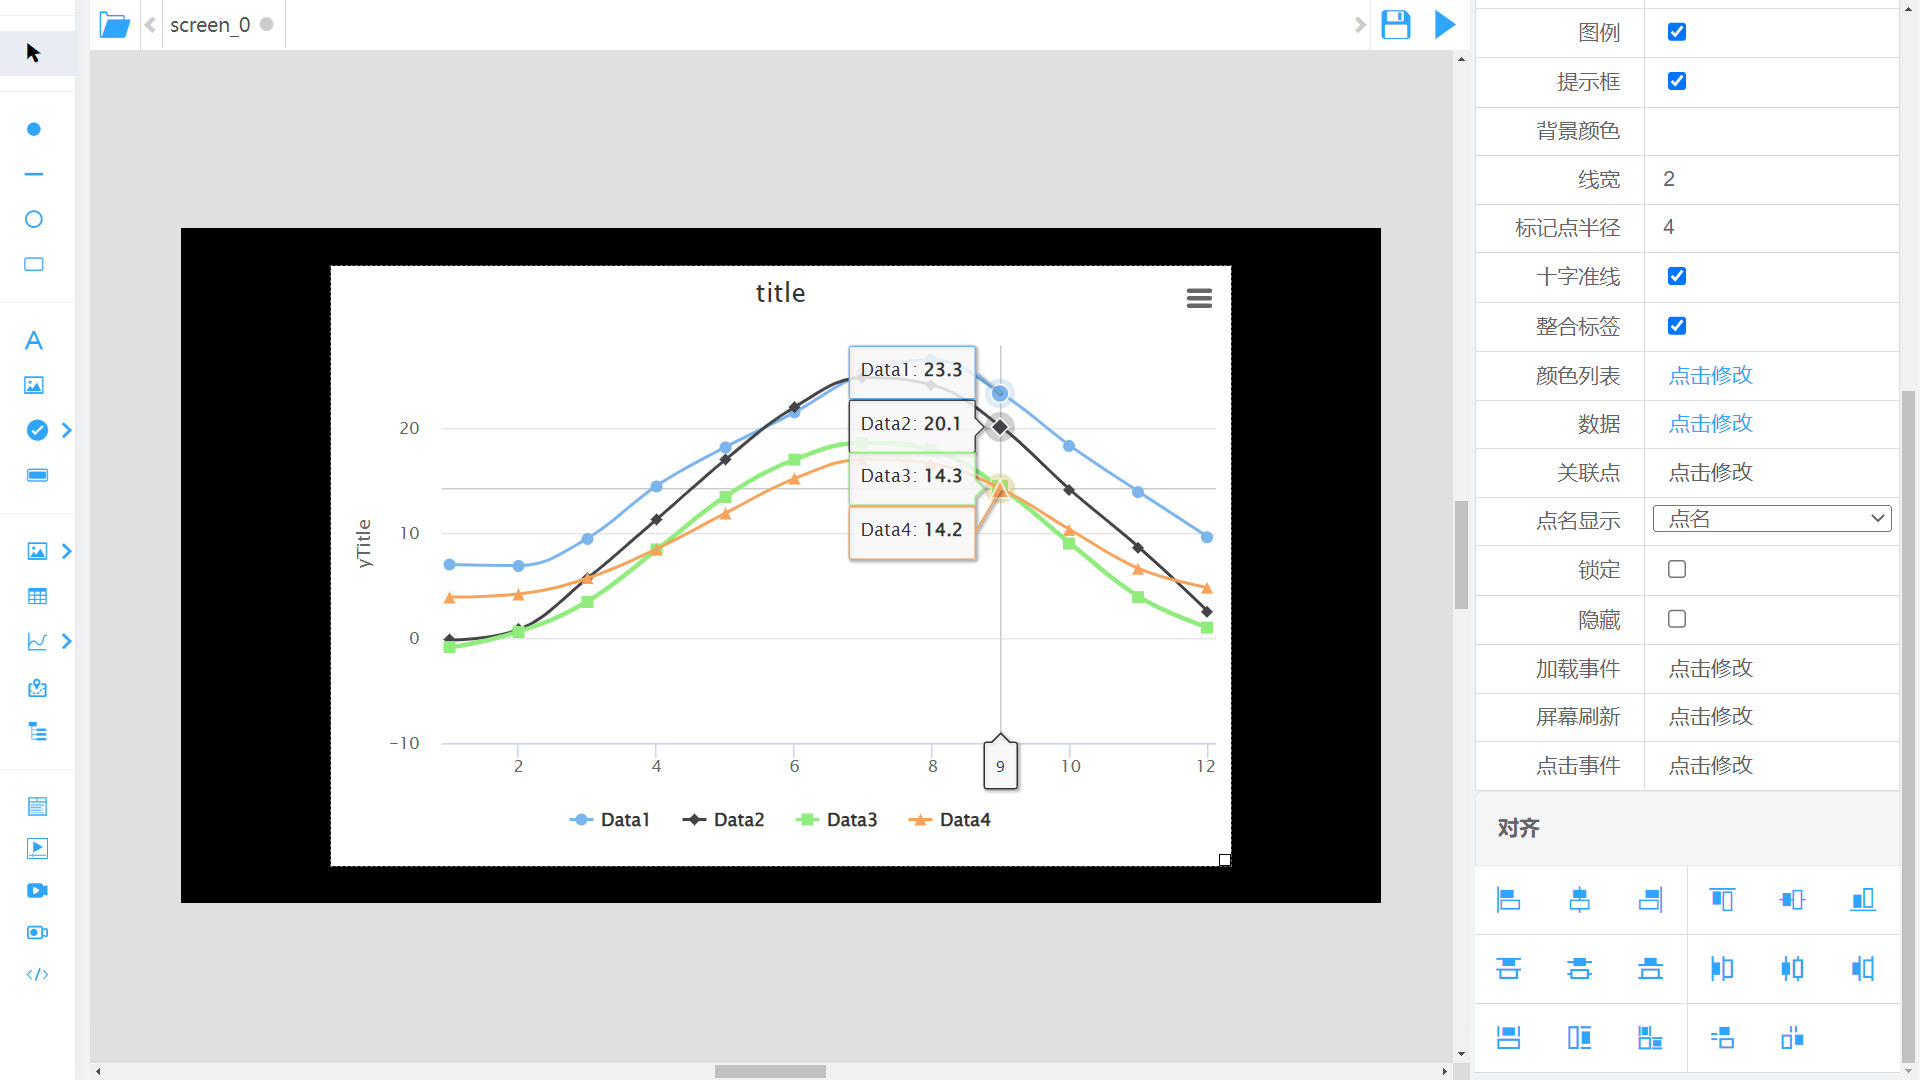 screen_0
A
title
yTitle
20
10
0
−10
Data1: 23.3
Data2: 20.1
Data3: 14.3
Data4: 14.2
2
4
6
8
9
10
12
Data1
Data2
Data3
Data4
图例
提示框
背景颜色
线宽 2
标记点半径 4
十字准线
整合标签
颜色列表 点击修改
数据 点击修改
关联点 点击修改
点名显示 点名
锁定
隐藏
加载事件 点击修改
屏幕刷新 点击修改
点击事件 点击修改
对齐